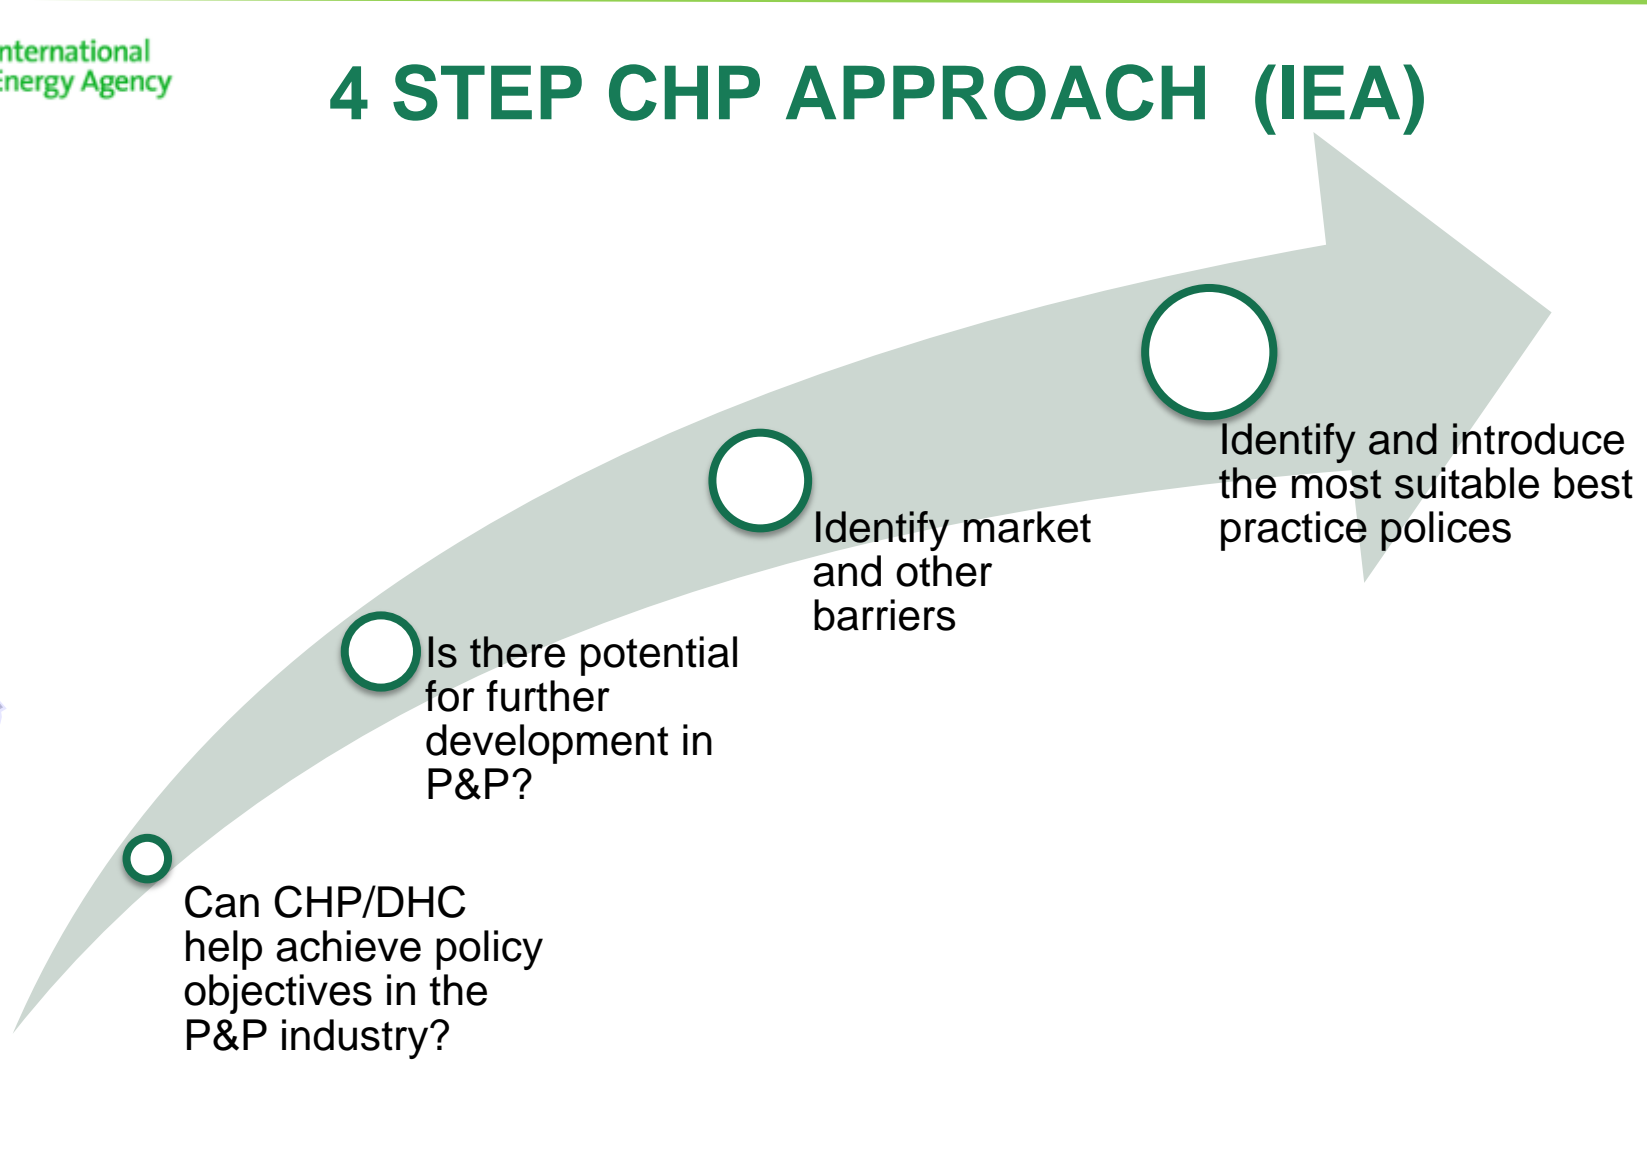 nternational
Energy Agency
4 STEP CHP APPROACH (IEA)
Identify and introduce
the most suitable best
practice polices
Identify market
and other
barriers
Is there potential
for further
development in
P&P?
Can CHP/DHC
help achieve policy
objectives in the
P&P industry?